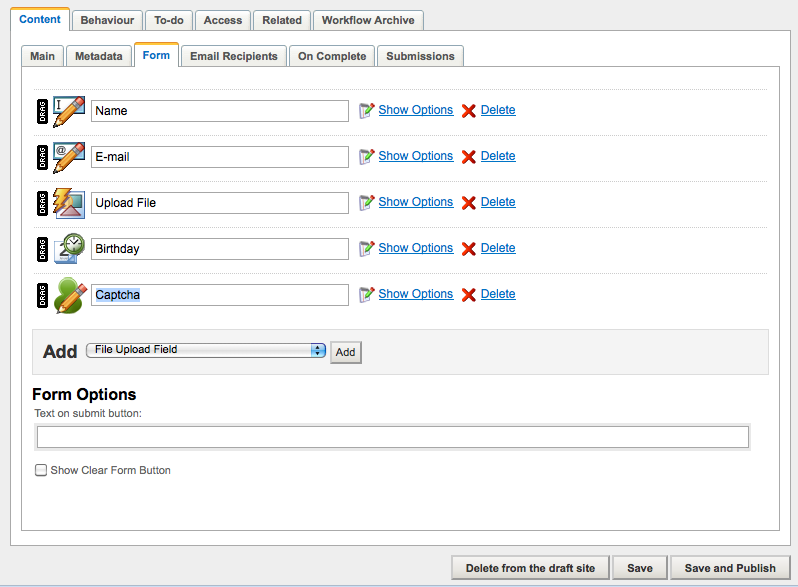 Content Behaviour To-do Access Related Workflow Archive
Main Metadata Form Email Recipients On Complete Submissions
DRAG I Name Show Options Delete
DRAG @ E-mail Show Options Delete
DRAG Upload File Show Options Delete
DRAG Birthday Show Options Delete
DRAG Captcha Show Options Delete
Add File Upload Field Add
Form Options
Text on submit button:
Show Clear Form Button
Delete from the draft site Save Save and Publish